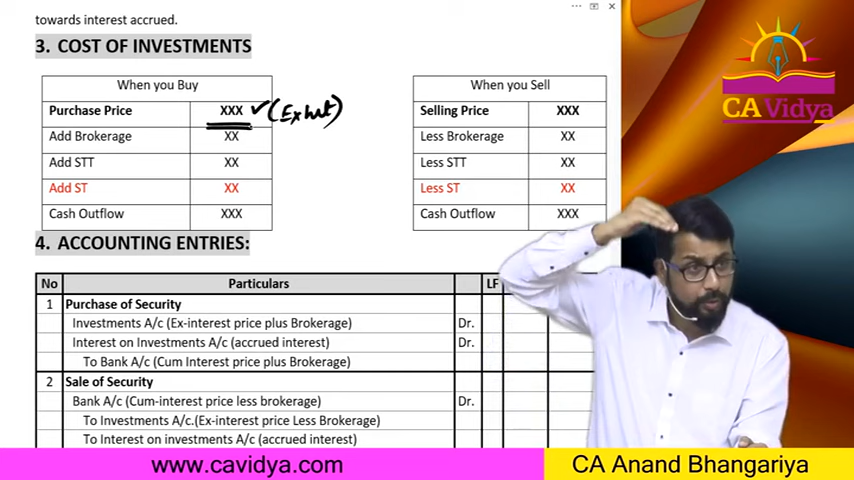 towards interest accrued.
3. COST OF INVESTMENTS
When you Buy
Purchase Price XXX (Ex
Add Brokerage XX
Add STT XX
Add ST XX
Cash Outflow XXX
When you Sell
Selling Price XXX
Less Brokerage XX
Less STT XX
Less ST XX
Cash Outflow XXX
CA Vidya
4. ACCOUNTING ENTRIES:
No Particulars LF
1 Purchase of Security
Investments A/c (Ex-interest price plus Brokerage) Dr.
Interest on Investments A/c (accrued interest) Dr.
To Bank A/c (Cum Interest price plus Brokerage)
2 Sale of Security
Bank A/c (Cum-interest price less brokerage) Dr.
To Investments A/c.(Ex-interest price Less Brokerage)
To Interest on investments A/c (accrued interest)
www.cavidya.com
CA Anand Bhangariya